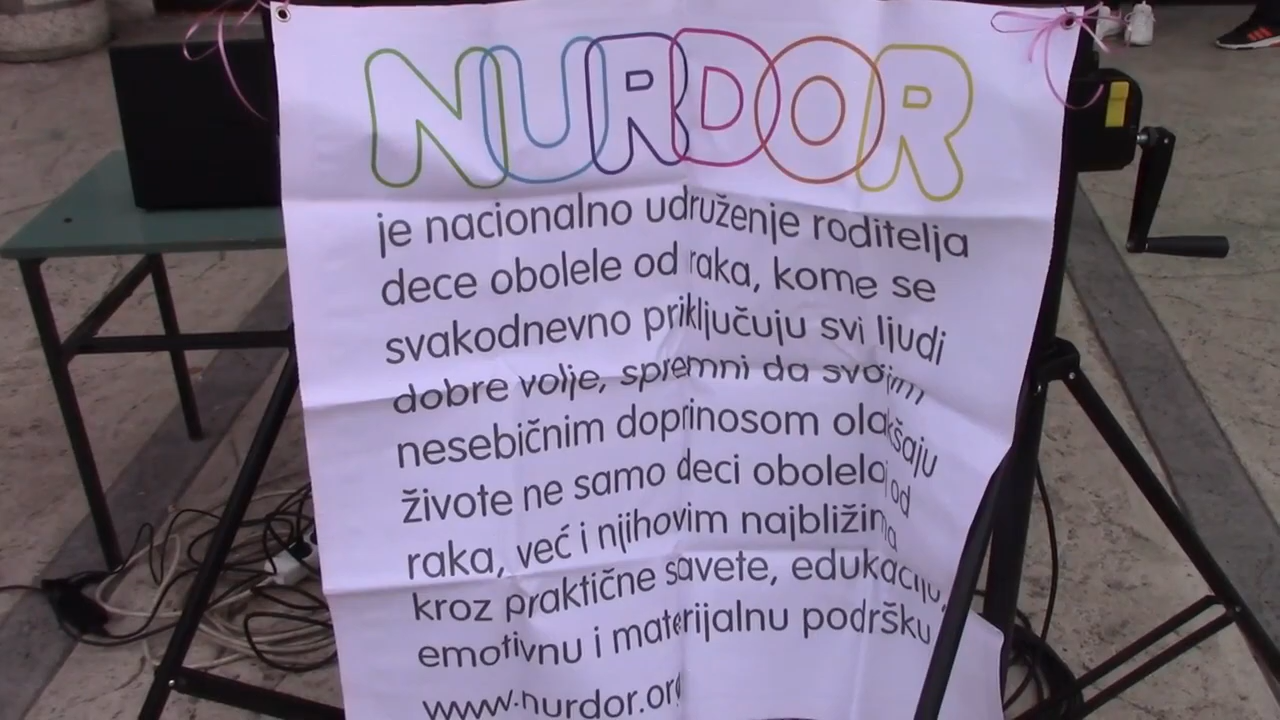 NURDOR
je nacionalno udruženje roditelja
dece obolele od raka, kome se
svakodnevno priključuju svi ljudi
dobre volje, spremni da svojim
nesebičnim doprinosom olakšaju
živote ne samo deci oboleloj od
raka, već i njihovim najbližima
kroz praktične savete, edukaciju,
emotivnu i materijalnu podršku
www.nurdor.org